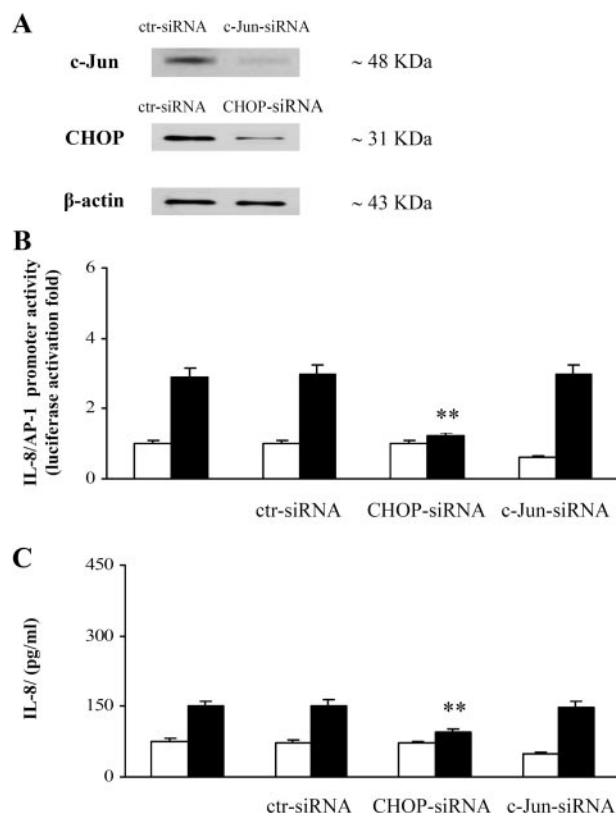 A
ctr-siRNA c-Jun-siRNA
c-Jun ~ 48 KDa
ctr-siRNA CHOP-siRNA
CHOP ~ 31 KDa
β-actin ~ 43 KDa
B
IL-8/AP-1 promoter activity
(luciferase activation fold)
6
4
2
0
**
ctr-siRNA CHOP-siRNA c-Jun-siRNA
C
IL-8/ (pg/ml)
450
300
150
0
**
ctr-siRNA CHOP-siRNA c-Jun-siRNA